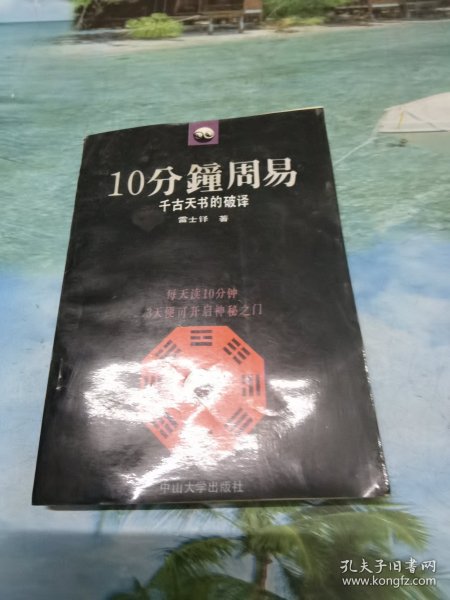 10分鐘周易
千古天书的破译
雷士铎 著
每天读10分钟
3天便可开启神秘之门
中山大学出版社
孔夫子旧书网
www.kongfz.com